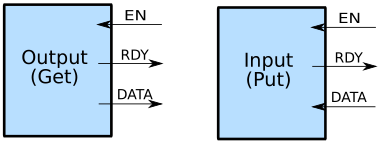 Output
(Get)
EN
RDY
DATA
Input
(Put)
EN
RDY
DATA